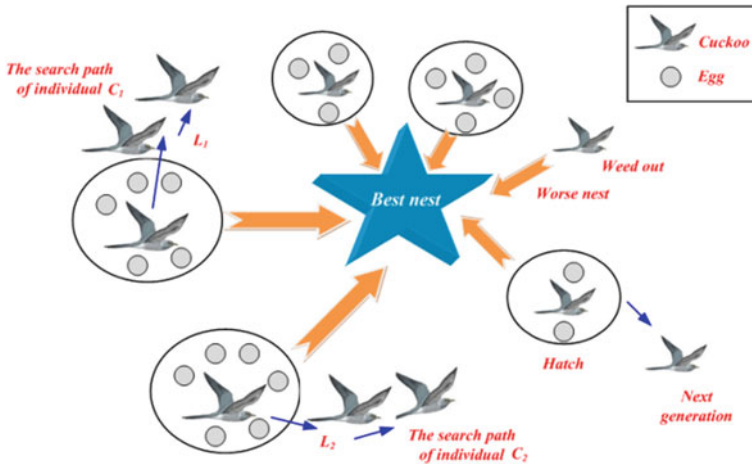 The search path
of individual C₁
L₁
Cuckoo
Egg
Weed out
Worse nest
Best nest
Hatch
Next
generation
L₂
The search path
of individual C₂